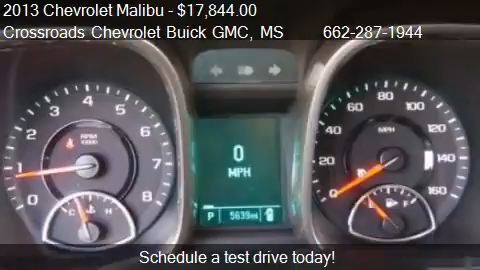 2013 Chevrolet Malibu - $17,844.00
Crossroads Chevrolet Buick GMC, MS 662-287-1944
1 2 3 4 5 6 7 8
RPM
0
MPH
P 5639mi
0 20 40 60 80 100 120 140 160
MPH
H
F
Schedule a test drive today!